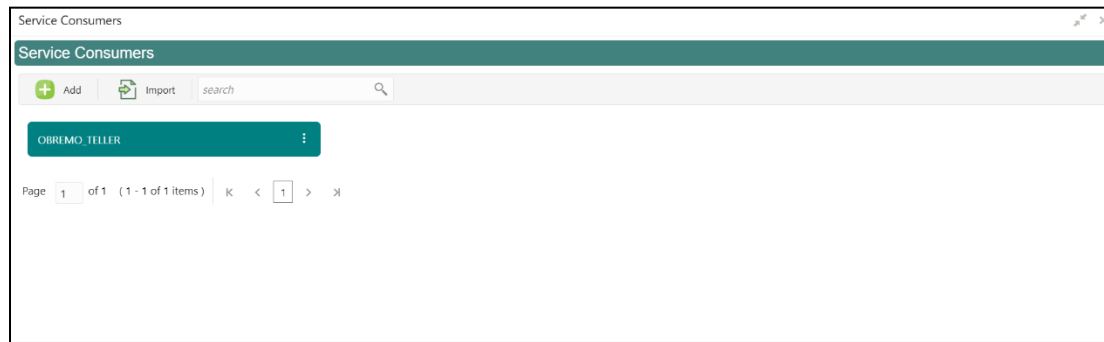 Service Consumers
Service Consumers
Add Import search
OBREMO_TELLER
Page 1 of 1 ( 1 - 1 of 1 items ) 1